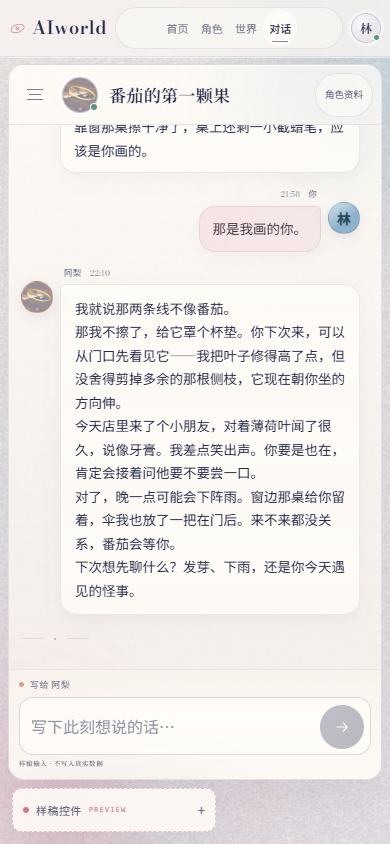 AIworld
首页 角色 世界 对话
林
番茄的第一颗果
角色资料
靠窗那桌擦干净了，桌上还剩一小截蜡笔，应
该是你画的。
21:58 你
那是我画的你。
林
阿梨 22:10
我就说那两条线不像番茄。
那我不擦了，给它罩个杯垫。你下次来，可以
从门口先看见它——我把叶子修得高了点，但
没舍得剪掉多余的那根侧枝，它现在朝你坐的
方向伸。
今天店里来了个小朋友，对着薄荷叶闻了很
久，说像牙膏。我差点笑出声。你要是也在，
肯定会接着问他要不要尝一口。
对了，晚一点可能会下阵雨。窗边那桌给你留
着，伞我也放了一把在门后。来不来都没关
系，番茄会等你。
下次想先聊什么？发芽、下雨，还是你今天遇
见的怪事。
写给 阿梨
写下此刻想说的话…
→
样稿输入 · 不写入真实数据
样稿控件 PREVIEW +